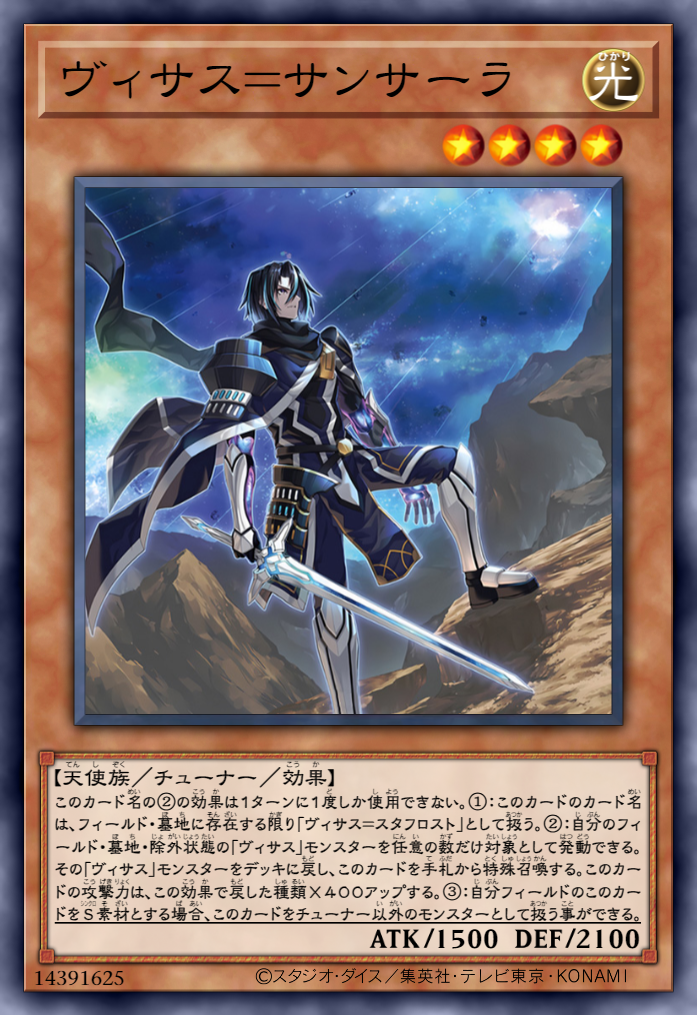 ヴィサス=サンサーラ
光
ひかり
【天使族/チューナー/効果】
このカード名の②の効果は1ターンに1度しか使用できない。①:このカードのカード名
は、フィールド・墓地に存在する限り「ヴィサス=スタフロスト」として扱う。②:自分のフィ
ールド・墓地・除外状態の「ヴィサス」モンスターを任意の数だけ対象として発動できる。
その「ヴィサス」モンスターをデッキに戻し、このカードを手札から特殊召喚する。このカー
ドの攻撃力は、この効果で戻した種類×400アップする。③:自分フィールドのこのカー
ドをS素材とする場合、このカードをチューナー以外のモンスターとして扱う事ができる。
ATK/1500 DEF/2100
14391625
©スタジオ・ダイス/集英社・テレビ東京・KONAMI